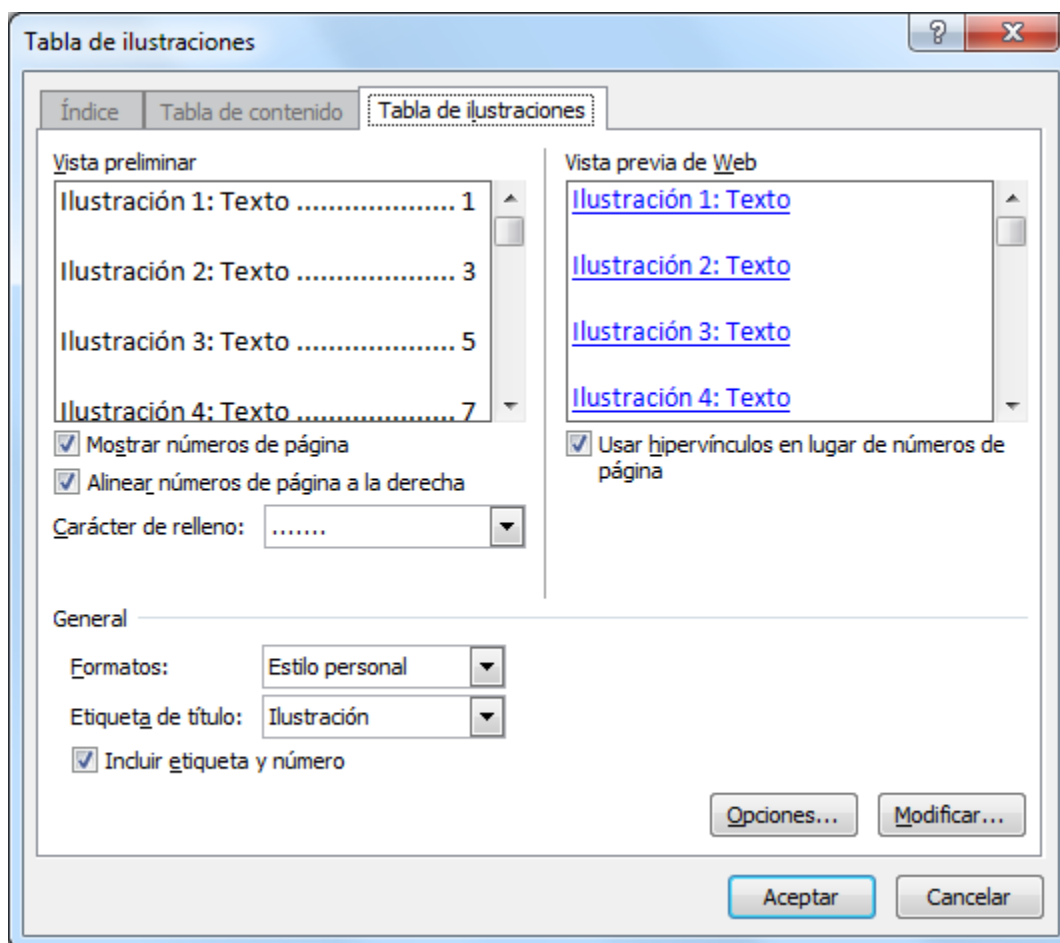 Tabla de ilustraciones
Índice
Tabla de contenido
Tabla de ilustraciones
Vista preliminar
Ilustración 1: Texto .................... 1
Ilustración 2: Texto .................... 3
Ilustración 3: Texto .................... 5
Ilustración 4: Texto .................... 7
Mostrar números de página
Alinear números de página a la derecha
Carácter de relleno: .......
Vista previa de Web
Ilustración 1: Texto
Ilustración 2: Texto
Ilustración 3: Texto
Ilustración 4: Texto
Usar hipervínculos en lugar de números de
página
General
Formatos: Estilo personal
Etiqueta de título: Ilustración
Incluir etiqueta y número
Opciones... Modificar...
Aceptar Cancelar